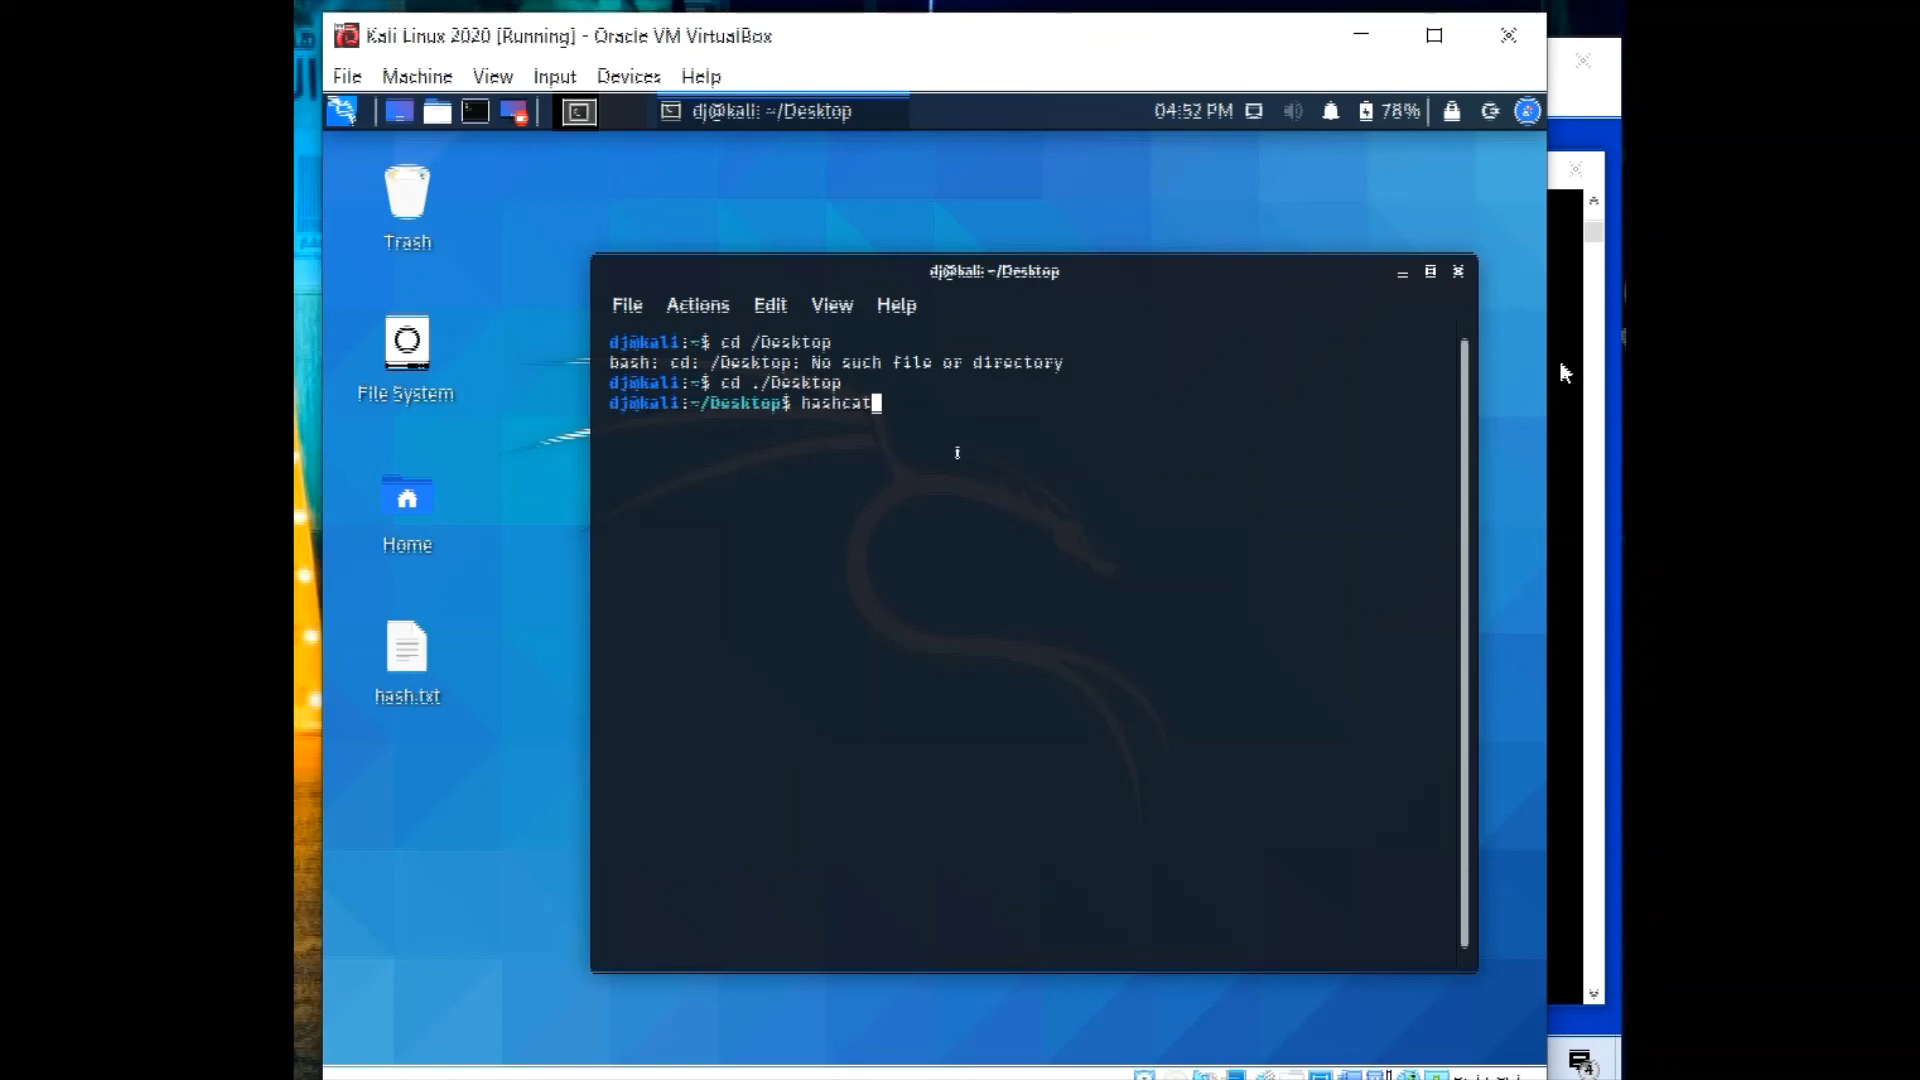 Kali Linux 2020 [Running] - Oracle VM VirtualBox
File Machine View Input Devices Help
dj@kali: ~/Desktop
04:52 PM
78%
Trash
File System
Home
hash.txt
dj@kali: ~/Desktop
File Actions Edit View Help
dj@kali:~$ cd /Desktop
bash: cd: /Desktop: No such file or directory
dj@kali:~$ cd ./Desktop
dj@kali:~/Desktop$ hashcat